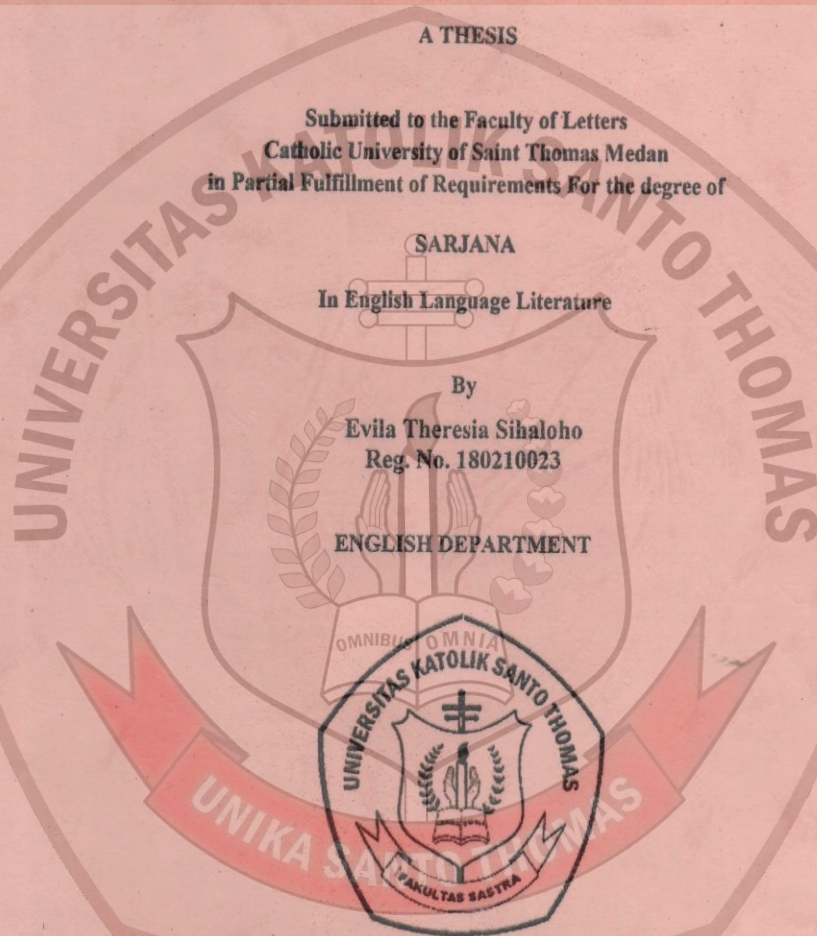 A THESIS
Submitted to the Faculty of Letters
Catholic University of Saint Thomas Medan
in Partial Fulfillment of Requirements For the degree of
SARJANA
In English Language Literature
By
Evila Theresia Sihaloho
Reg. No. 180210023
ENGLISH DEPARTMENT
UNIVERSITAS KATOLIK SANTO THOMAS
OMNIBUS OMNIA
UNIKA SANTO THOMAS
UNIVERSITAS KATOLIK SANTO THOMAS
FAKULTAS SASTRA